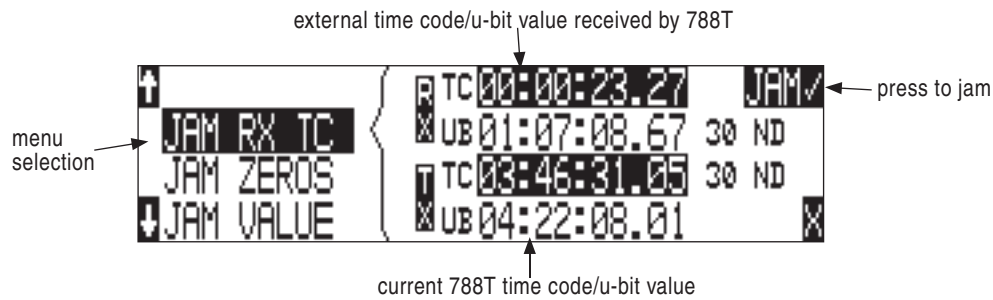 external time code/u-bit value received by 788T
RX TC 00:00:23.27 JAM✓
press to jam
menu
selection
JAM RX TC
UB 01:07:08.67 30 ND
JAM ZEROS
TX TC 03:46:31.05 30 ND
JAM VALUE
UB 04:22:08.01 X
current 788T time code/u-bit value